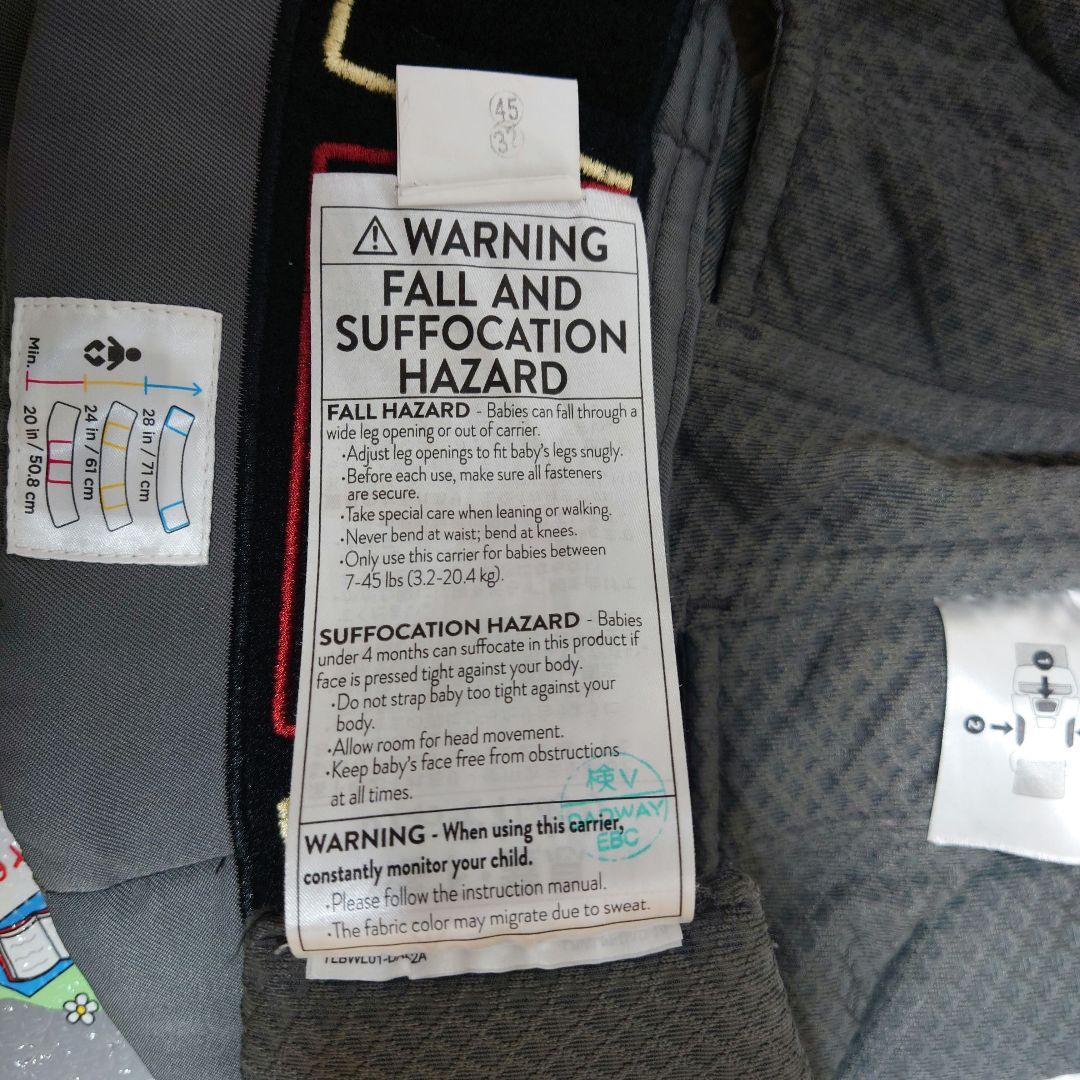 45
31
WARNING
FALL AND
SUFFOCATION
HAZARD
FALL HAZARD - Babies can fall through a
wide leg opening or out of carrier.
•Adjust leg openings to fit baby's legs snugly.
•Before each use, make sure all fasteners
are secure.
•Take special care when leaning or walking.
•Never bend at waist; bend at knees.
•Only use this carrier for babies between
7-45 lbs (3.2-20.4 kg).
SUFFOCATION HAZARD - Babies
under 4 months can suffocate in this product if
face is pressed tight against your body.
•Do not strap baby too tight against your
body.
•Allow room for head movement.
•Keep baby's face free from obstructions
at all times.
検 V
DADWAY
EBC
WARNING - When using this carrier,
constantly monitor your child.
•Please follow the instruction manual.
•The fabric color may migrate due to sweat.
Min.
20 in / 50.8 cm
24 in / 61 cm
28 in / 71 cm
1
2